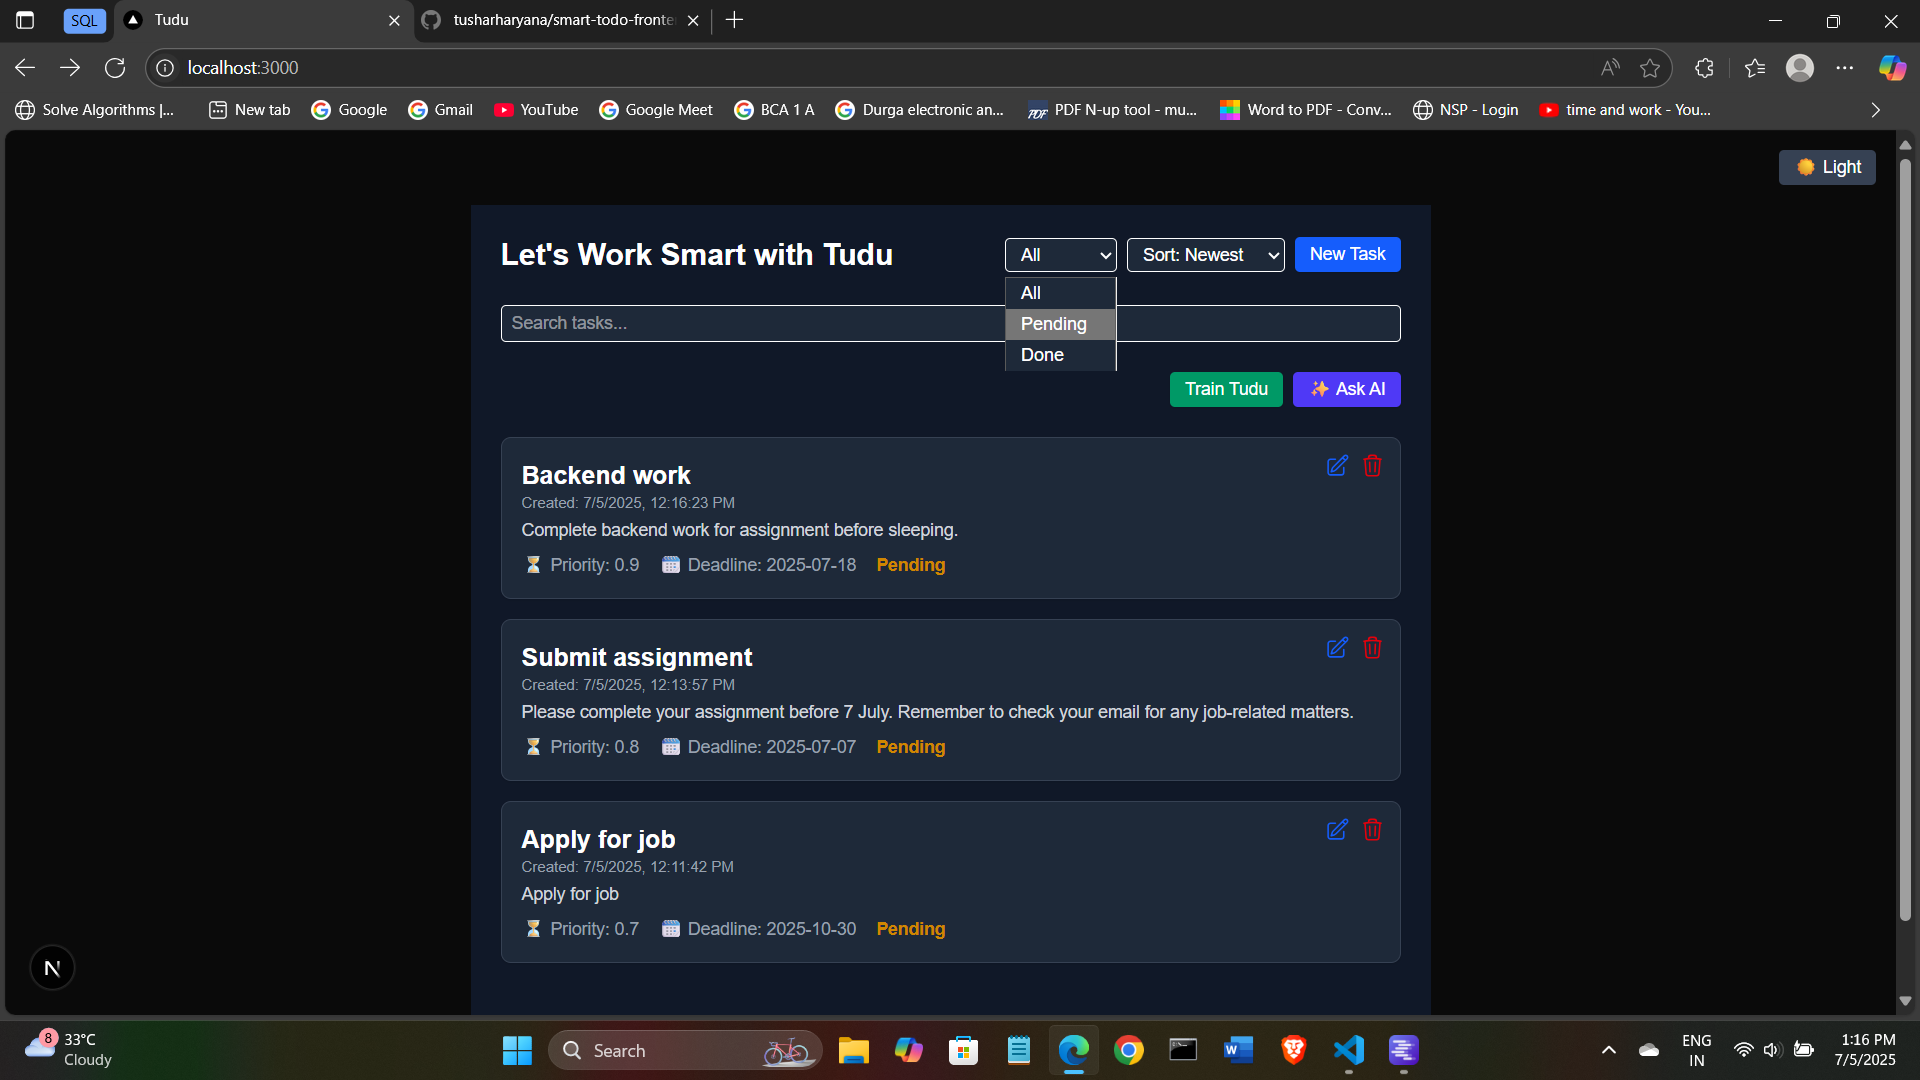 SQL
Tudu
tusharharyana/smart-todo-fronte
localhost:3000
Solve Algorithms |...
New tab
Google
Gmail
YouTube
Google Meet
BCA 1 A
Durga electronic an...
PDF N-up tool - mu...
Word to PDF - Conv...
NSP - Login
time and work - You...
Light
Let's Work Smart with Tudu
All
Sort: Newest
New Task
All
Search tasks...
Pending
Done
Train Tudu
✨ Ask AI
Backend work
Created: 7/5/2025, 12:16:23 PM
Complete backend work for assignment before sleeping.
⏳ Priority: 0.9 🗓 Deadline: 2025-07-18 Pending
Submit assignment
Created: 7/5/2025, 12:13:57 PM
Please complete your assignment before 7 July. Remember to check your email for any job-related matters.
⏳ Priority: 0.8 🗓 Deadline: 2025-07-07 Pending
Apply for job
Created: 7/5/2025, 12:11:42 PM
Apply for job
⏳ Priority: 0.7 🗓 Deadline: 2025-10-30 Pending
N
8
33°C
Cloudy
Search
ENG
IN
1:16 PM
7/5/2025